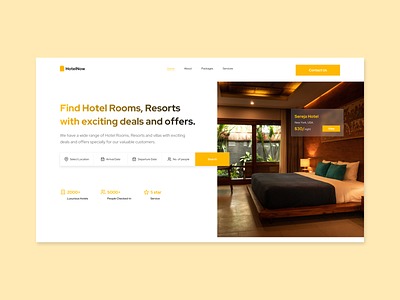 HotelNow
Home About Packages Services
Contact Us
Find Hotel Rooms, Resorts
with exciting deals and offers.
We have a wide range of Hotel Rooms, Resorts and villas with exciting
deals and offers specially for our valuable customers.
Select Location Arrival Date Departure Date No. of people Search
2000+ 5000+ 5 star
Luxurious Hotels People Checked-in Service
Hotel
New York, USA
$30/night